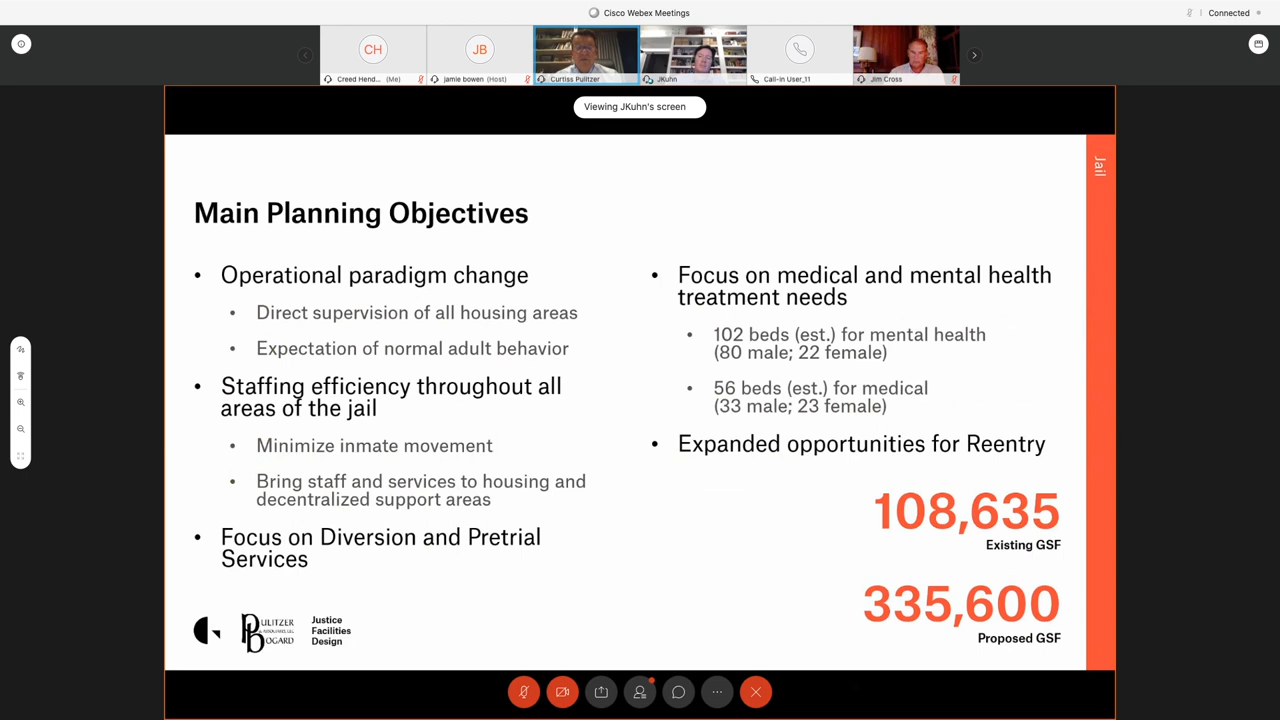 Cisco Webex Meetings
Connected
CH
JB
Creed Hend... (Me)
jamie bowen (Host)
Curtiss Pulitzer
JKuhn
Call-in User_11
Jim Cross
Viewing JKuhn's screen
Jail
Main Planning Objectives
• Operational paradigm change
• Direct supervision of all housing areas
• Expectation of normal adult behavior
• Staffing efficiency throughout all
areas of the jail
• Minimize inmate movement
• Bring staff and services to housing and
decentralized support areas
• Focus on Diversion and Pretrial
Services
• Focus on medical and mental health
treatment needs
• 102 beds (est.) for mental health
(80 male; 22 female)
• 56 beds (est.) for medical
(33 male; 23 female)
• Expanded opportunities for Reentry
108,635
Existing GSF
335,600
Proposed GSF
PULITZER
BOGARD
Justice
Facilities
Design